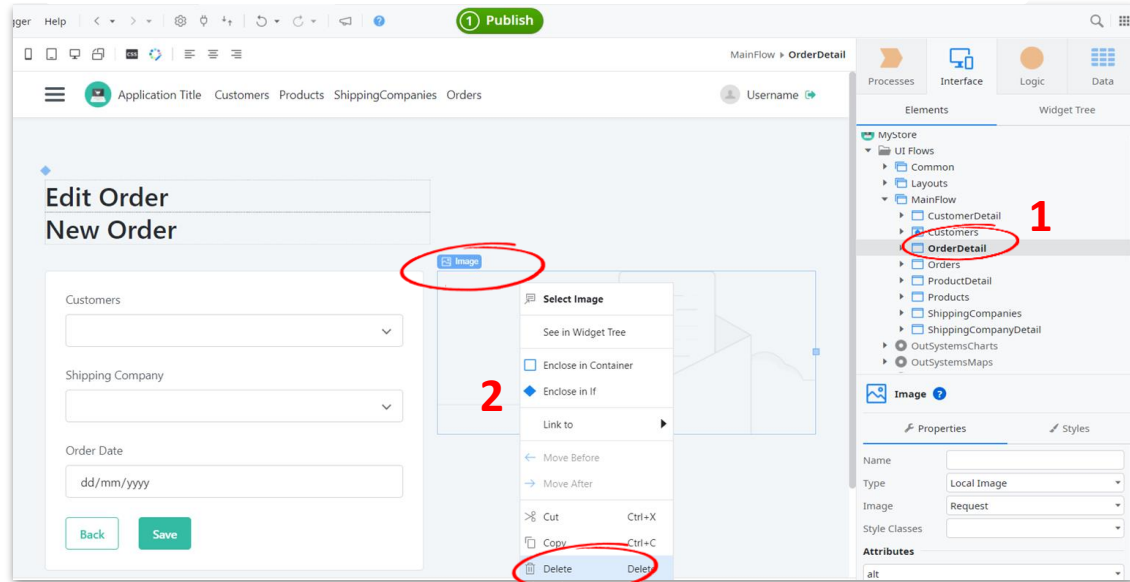 gger Help
1 Publish
CSS
MainFlow OrderDetail
Processes Interface Logic Data
Application Title Customers Products ShippingCompanies Orders
Username
Elements Widget Tree
MyStore
UI Flows
Common
Layouts
MainFlow
CustomerDetail
Customers
OrderDetail
Orders
ProductDetail
Products
ShippingCompanies
ShippingCompanyDetail
OutSystemsCharts
OutSystemsMaps
1
Edit Order
New Order
Image
Customers
Shipping Company
Order Date
dd/mm/yyyy
Back Save
2
Select Image
See in Widget Tree
Enclose in Container
Enclose in If
Link to
Move Before
Move After
Cut Ctrl+X
Copy Ctrl+C
Delete Delete
Image ?
Properties Styles
Name
Type Local Image
Image Request
Style Classes
Attributes
alt